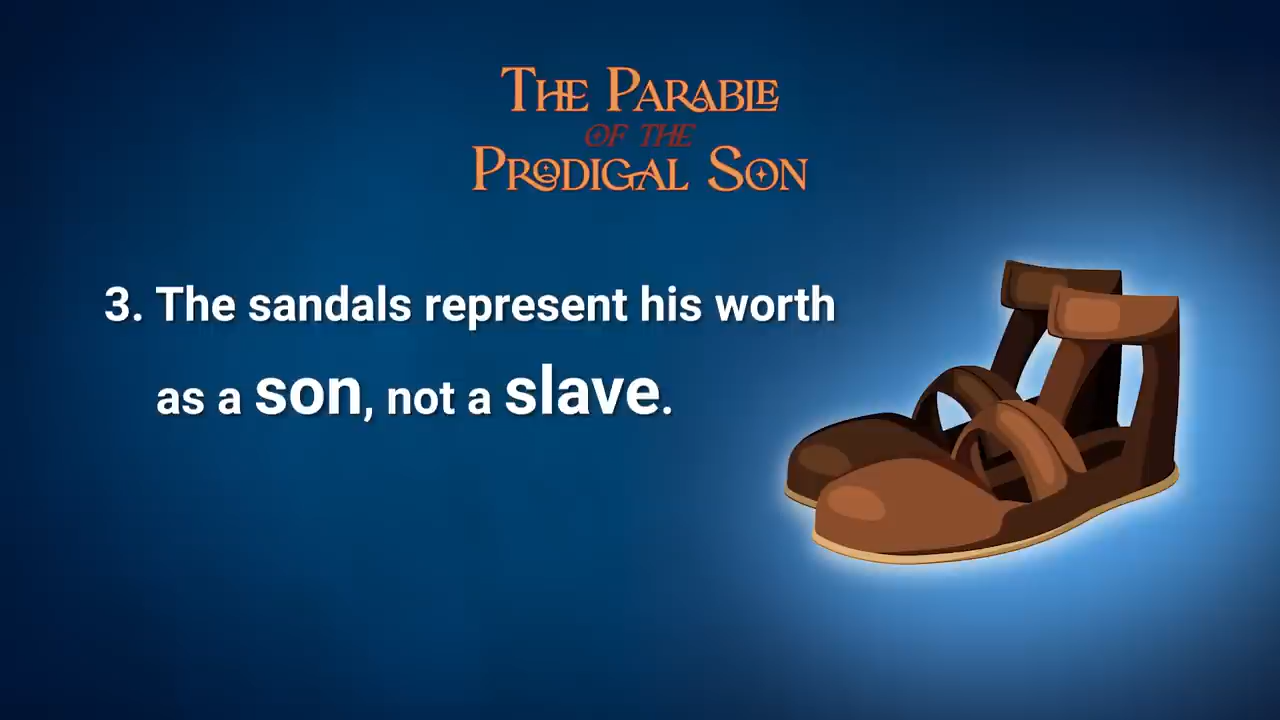 The Parable
of the
Prodigal Son
3. The sandals represent his worth
as a son, not a slave.